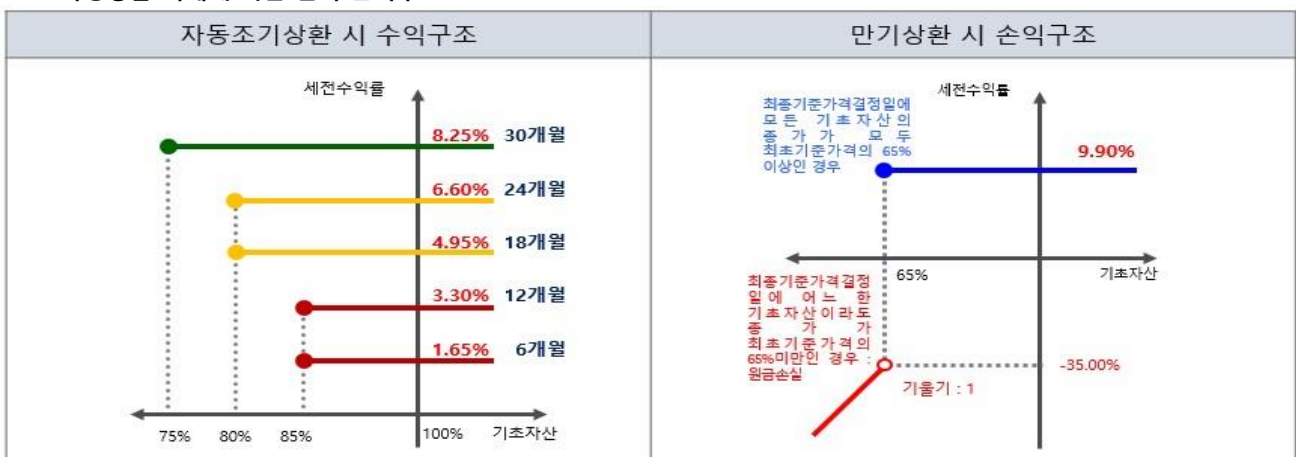 자동조기상환 시 수익구조
만기상환 시 손익구조
세전수익률
8.25% 30개월
6.60% 24개월
4.95% 18개월
3.30% 12개월
1.65% 6개월
75% 80% 85% 100% 기초자산
세전수익률
최종기준가격결정일에
모든 기초자산의
종가가 모두
최초기준가격의 65%
이상인 경우
9.90%
65%
기초자산
최종기준가격결정
일에 어느 한
기초자산이라도
종가가
최초기준가격의
65%미만인 경우 :
원금손실
-35.00%
기울기 : 1